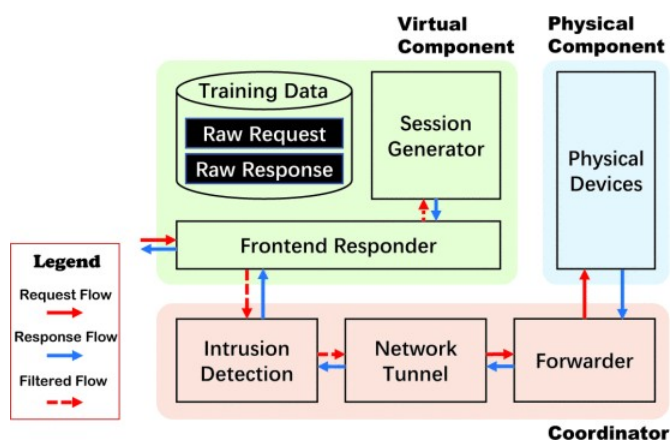 Virtual
Component
Physical
Component
Training Data
Raw Request
Raw Response
Session
Generator
Physical
Devices
Frontend Responder
Legend
Request Flow
Response Flow
Filtered Flow
Intrusion
Detection
Network
Tunnel
Forwarder
Coordinator